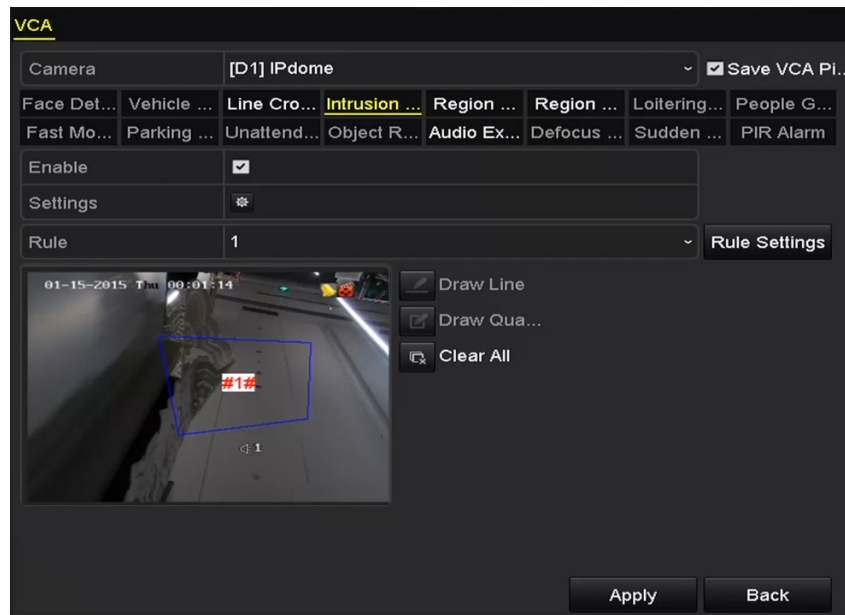 VCA
Camera [D1] IPdome Save VCA Pi..
Face Det... Vehicle ... Line Cro... Intrusion ... Region ... Region ... Loitering... People G...
Fast Mo... Parking ... Unattend... Object R... Audio Ex... Defocus ... Sudden ... PIR Alarm
Enable
Settings
Rule 1 Rule Settings
01-15-2015 Thu 00:01:14
Draw Line
Draw Qua...
Clear All
#1#
1
Apply Back